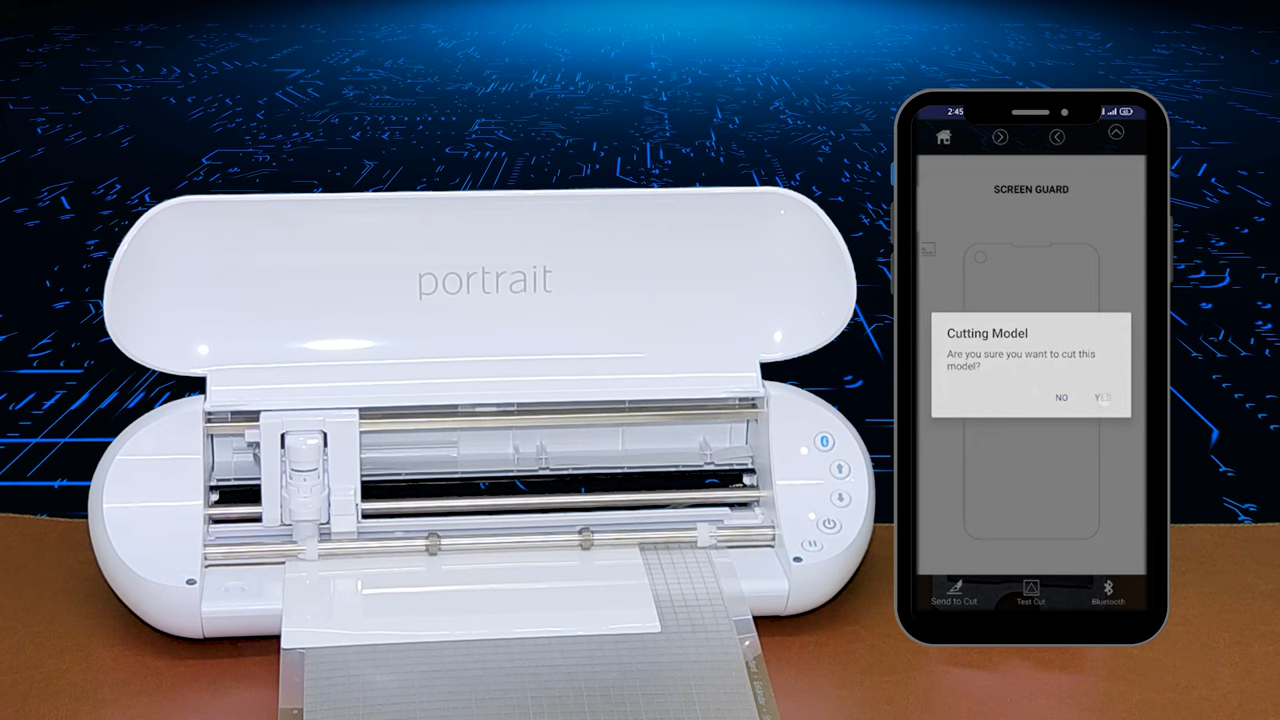 portrait
2:45
SCREEN GUARD
Cutting Model
Are you sure you want to cut this
model?
NO YES
Send to Cut Test Cut Bluetooth